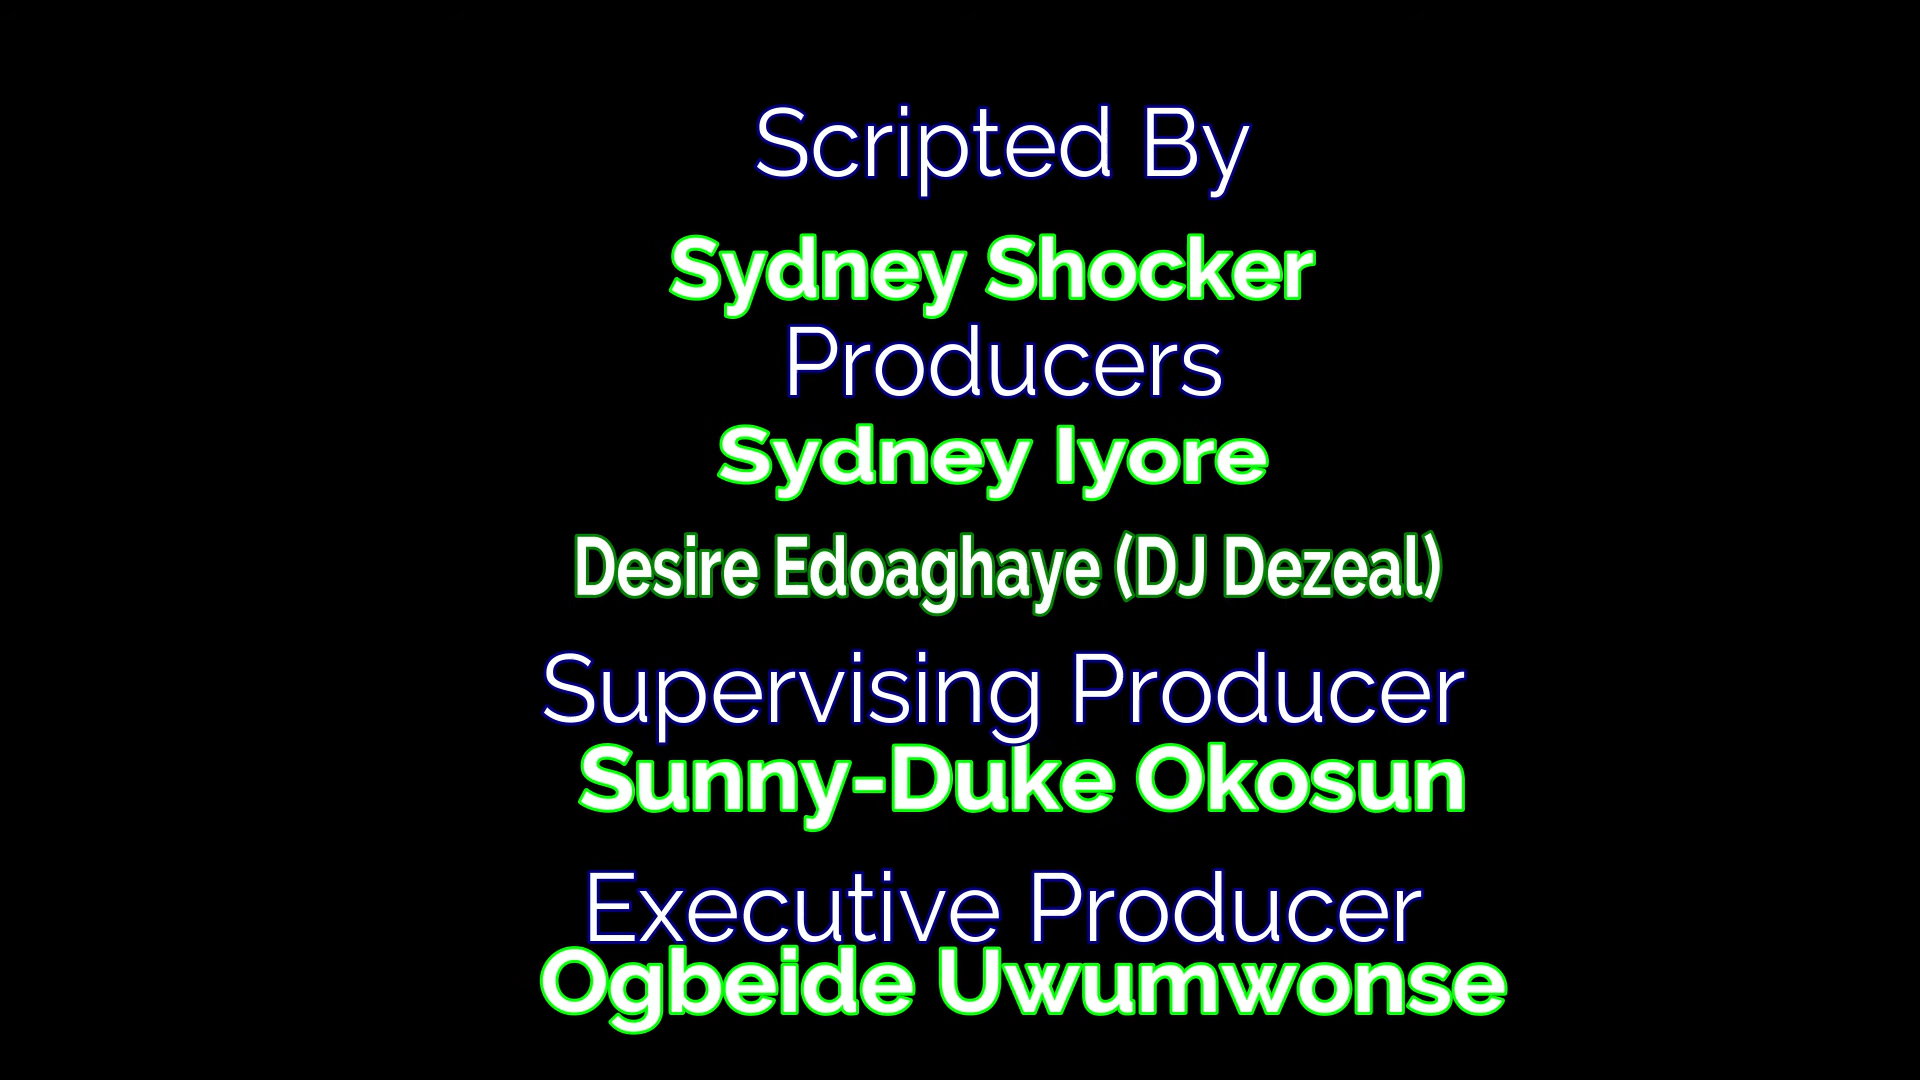 Scripted By
Sydney Shocker
Producers
Sydney Iyore
Desire Edoaghaye (DJ Dezeal)
Supervising Producer
Sunny-Duke Okosun
Executive Producer
Ogbeide Uwumwonse